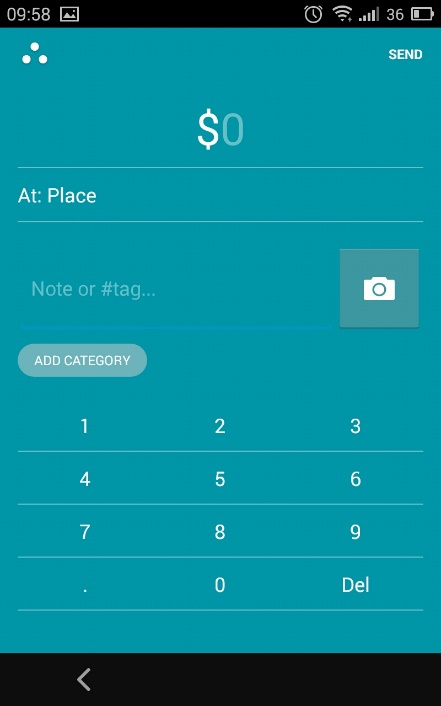 09:58 36
SEND
$0
At: Place
Note or #tag...
ADD CATEGORY
1 2 3
4 5 6
7 8 9
. 0 Del